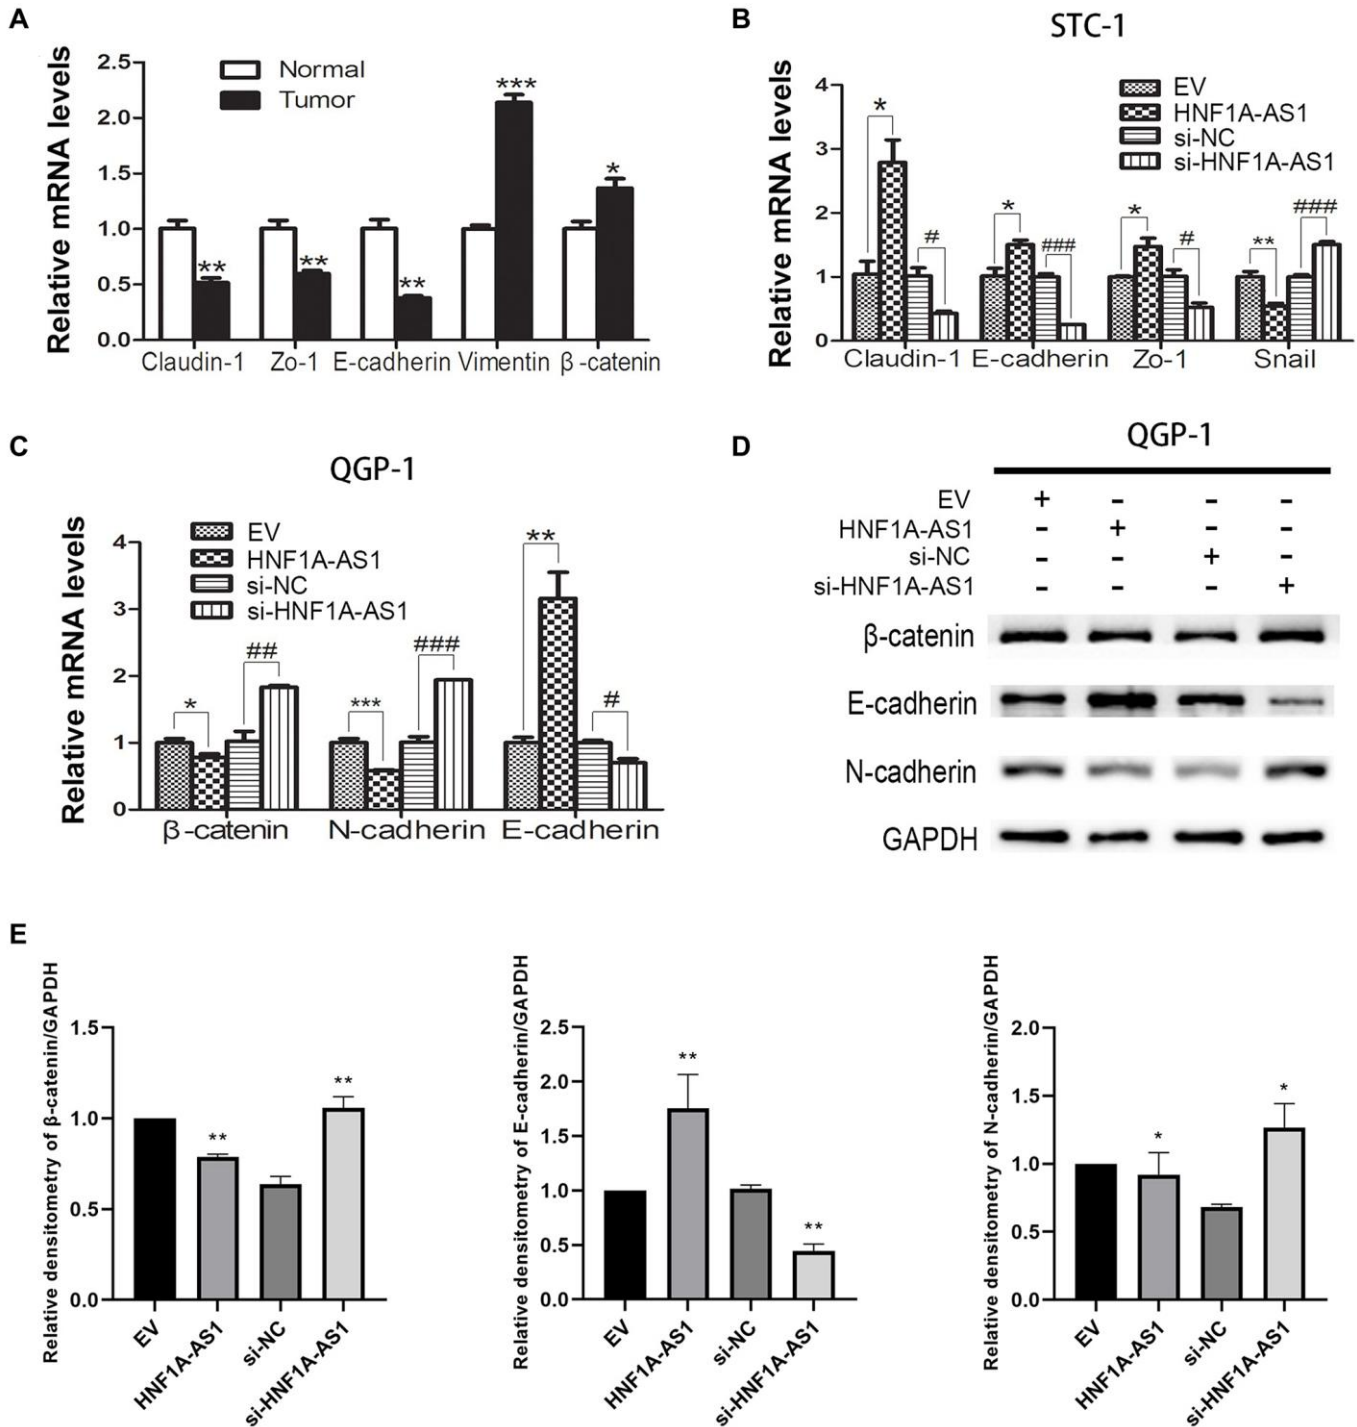 A
Relative mRNA levels
2.5
2.0
1.5
1.0
0.5
0.0
Normal
Tumor
**
**
**
***
*
Claudin-1 Zo-1 E-cadherin Vimentin β -catenin
B
STC-1
Relative mRNA levels
4
3
2
1
0
EV
HNF1A-AS1
si-NC
si-HNF1A-AS1
*
#
*
###
*
#
**
###
Claudin-1 E-cadherin Zo-1 Snail
C
QGP-1
Relative mRNA levels
4
3
2
1
0
EV
HNF1A-AS1
si-NC
si-HNF1A-AS1
*
##
***
###
**
#
β-catenin N-cadherin E-cadherin
D
QGP-1
EV + - - -
HNF1A-AS1 - + - -
si-NC - - + -
si-HNF1A-AS1 - - - +
β-catenin
E-cadherin
N-cadherin
GAPDH
E
Relative densitometry of β-catenin/GAPDH
1.5
1.0
0.5
0.0
**
**
EV
HNF1A-AS1
si-NC
si-HNF1A-AS1
Relative densitometry of E-cadherin/GAPDH
2.5
2.0
1.5
1.0
0.5
0.0
**
**
EV
HNF1A-AS1
si-NC
si-HNF1A-AS1
Relative densitometry of N-cadherin/GAPDH
2.0
1.5
1.0
0.5
0.0
*
*
EV
HNF1A-AS1
si-NC
si-HNF1A-AS1